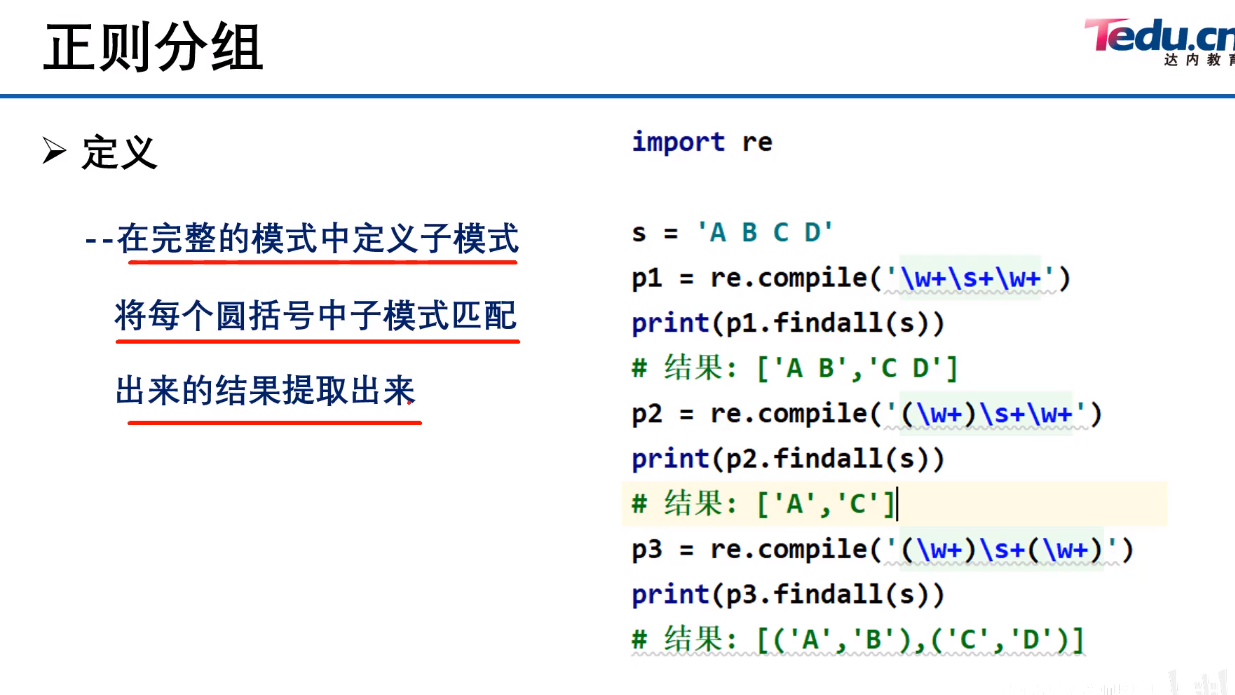 正则分组
Tedu.cn
达内教育
➢ 定义
--在完整的模式中定义子模式
将每个圆括号中子模式匹配
出来的结果提取出来
import re
s = 'A B C D'
p1 = re.compile('\w+\s+\w+')
print(p1.findall(s))
# 结果：['A B','C D']
p2 = re.compile('(\w+)\s+\w+')
print(p2.findall(s))
# 结果：['A','C']
p3 = re.compile('(\w+)\s+(\w+)')
print(p3.findall(s))
# 结果：[('A','B'),('C','D')]